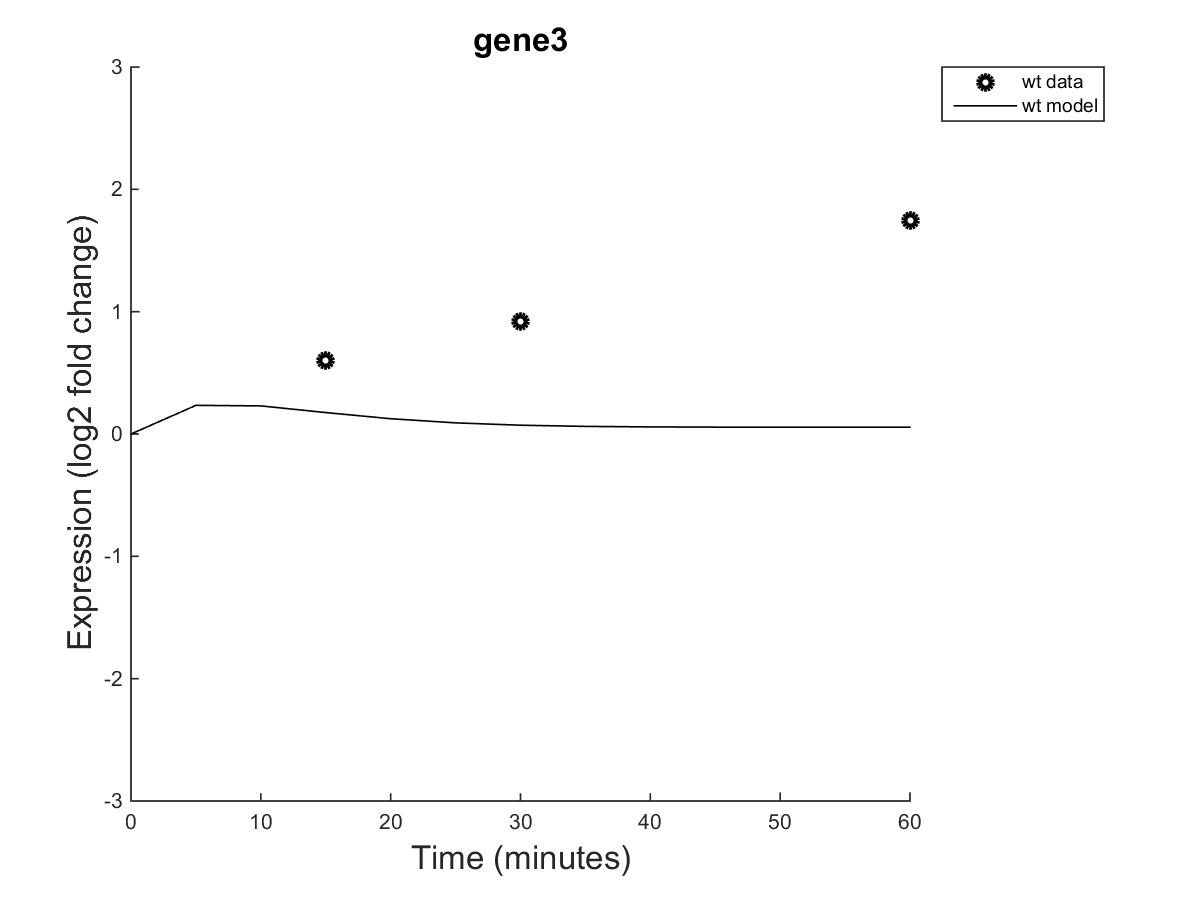 gene3
wt data
wt model
Expression (log2 fold change)
3
2
1
0
-1
-2
-3
0 10 20 30 40 50 60
Time (minutes)